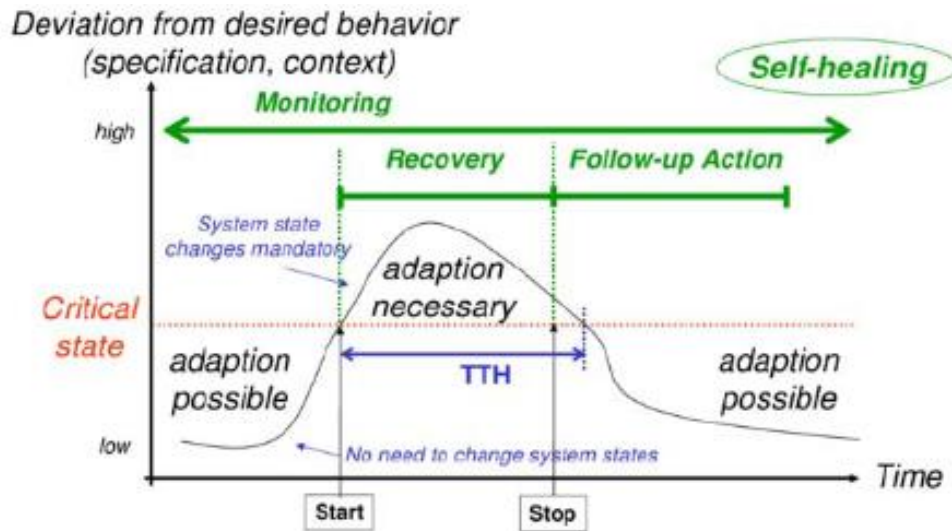 Deviation from desired behavior
(specification, context)
Self-healing
Monitoring
high
Recovery
Follow-up Action
System state
changes mandatory
adaption
necessary
Critical
state
adaption
possible
TTH
adaption
possible
low
No need to change system states
Time
Start
Stop